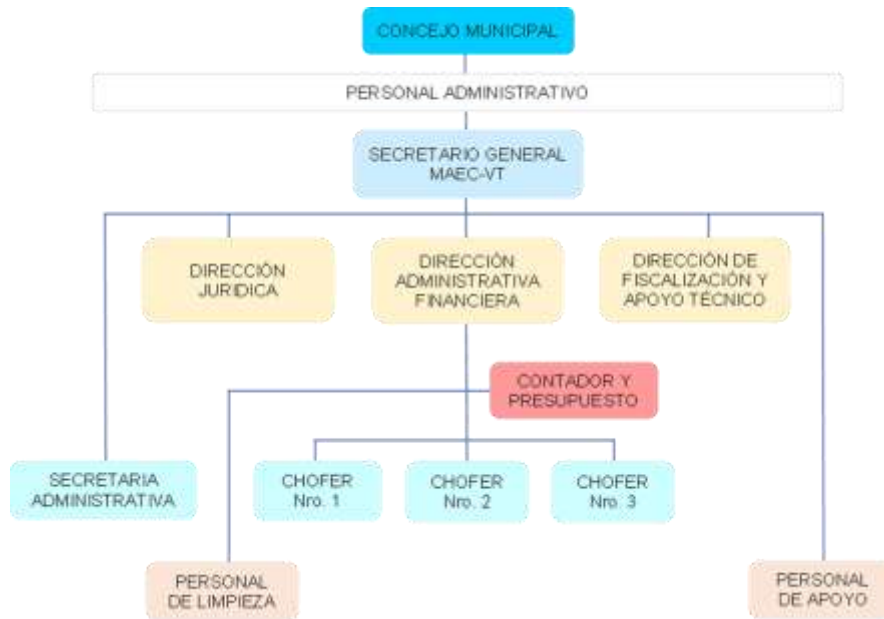 CONCEJO MUNICIPAL
PERSONAL ADMINISTRATIVO
SECRETARIO GENERAL
MAEC-VT
DIRECCIÓN
JURIDICA
DIRECCIÓN
ADMINISTRATIVA
FINANCIERA
DIRECCIÓN DE
FISCALIZACIÓN Y
APOYO TÉCNICO
CONTADOR Y
PRESUPUESTO
SECRETARIA
ADMINISTRATIVA
CHOFER
Nro. 1
CHOFER
Nro. 2
CHOFER
Nro. 3
PERSONAL
DE LIMPIEZA
PERSONAL
DE APOYO